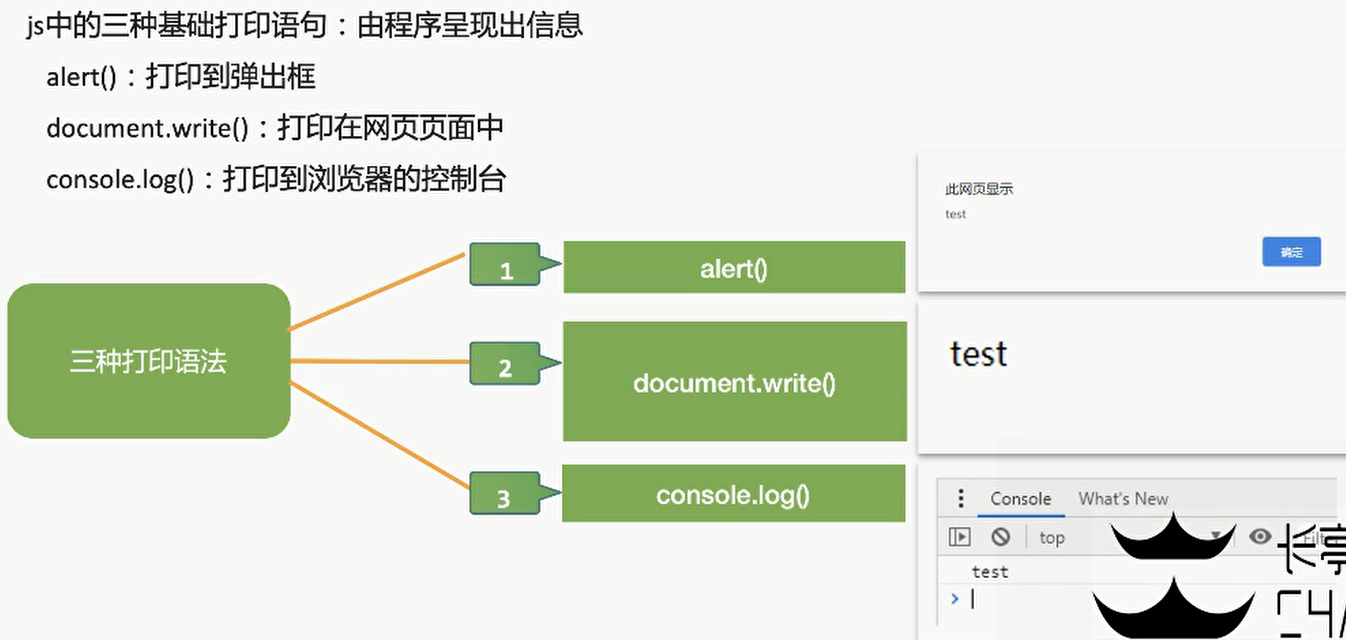 js中的三种基础打印语句：由程序呈现出信息
alert()：打印到弹出框
document.write()：打印在网页页面中
console.log()：打印到浏览器的控制台
三种打印语法
1
alert()
2
document.write()
3
console.log()
此网页显示
test
确定
test
Console What's New
top
test
长亭